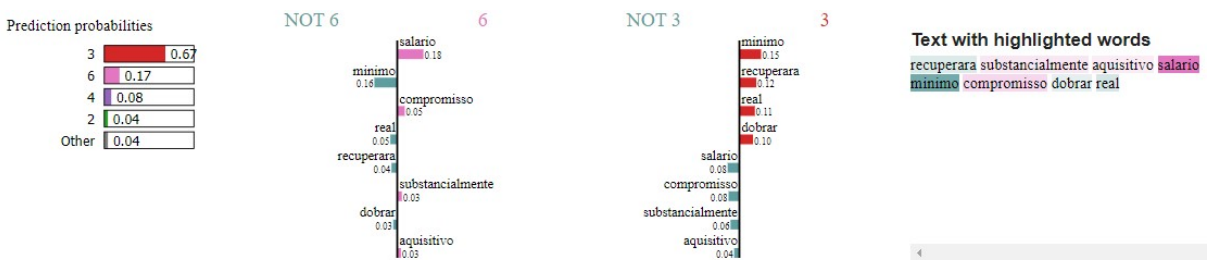 Prediction probabilities
3 0.67
6 0.17
4 0.08
2 0.04
Other 0.04
NOT 6 6
salario
0.18
minimo
0.16
compromisso
0.05
real
0.05
recuperara
0.04
substancialmente
0.03
dobrar
0.03
aquisitivo
0.03
NOT 3 3
minimo
0.15
recuperara
0.12
real
0.11
dobrar
0.10
salario
0.08
compromisso
0.08
substancialmente
0.06
aquisitivo
0.04
Text with highlighted words
recuperara substancialmente aquisitivo salario
minimo compromisso dobrar real